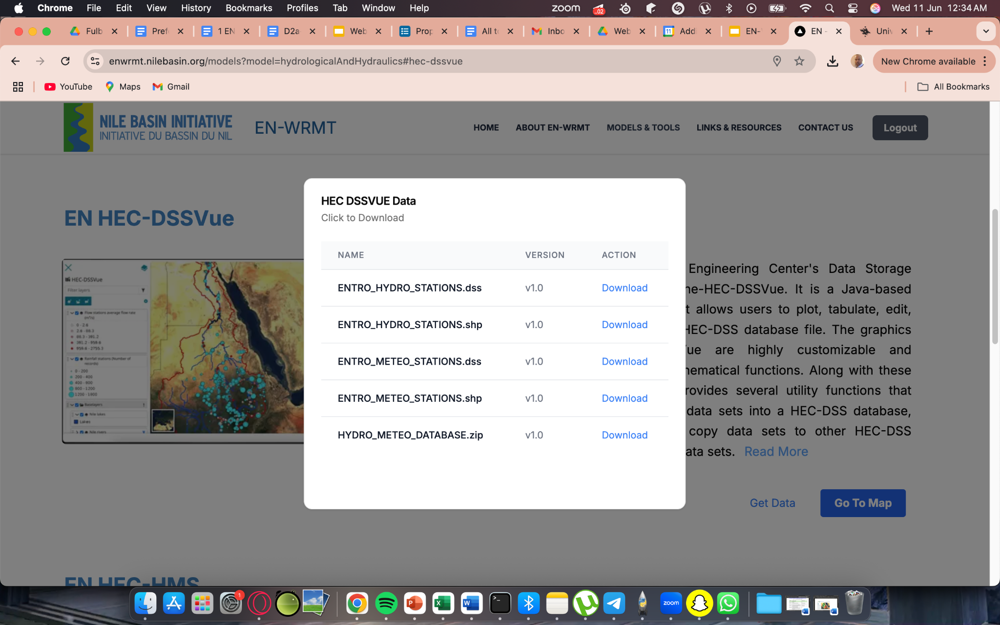 Chrome File Edit View History Bookmarks Profiles Tab Window Help zoom ..02 Wed 11 Jun 12:34 AM
Fulb Pref 1 EN D2a Web Prop All to Inbo Web 11 Add EN- EN - Univ
enwrmt.nilebasin.org/models?model=hydrologicalAndHydraulics#hec-dssvue New Chrome available
YouTube Maps Gmail All Bookmarks
NILE BASIN INITIATIVE
INITIATIVE DU BASSIN DU NIL
EN-WRMT
HOME ABOUT EN-WRMT MODELS & TOOLS LINKS & RESOURCES CONTACT US Logout
EN HEC-DSSVue
HEC-DSSVue
Filter layers
Flow stations average flow rate
(m³/s)
0 - 2.6
2.6 - 89.3
89.3 - 391.2
391.2 - 959.6
959.6 - 2755.3
Rainfall stations (Number of
records)
0 - 200
200 - 400
400 - 600
800 - 1200
1200 - 1800
Baselayers
Nile lakes
Lakes
Nile rivers
HEC DSSVUE Data
Click to Download
NAME VERSION ACTION
ENTRO_HYDRO_STATIONS.dss v1.0 Download
ENTRO_HYDRO_STATIONS.shp v1.0 Download
ENTRO_METEO_STATIONS.dss v1.0 Download
ENTRO_METEO_STATIONS.shp v1.0 Download
HYDRO_METEO_DATABASE.zip v1.0 Download
Engineering Center's Data Storage
ne-HEC-DSSVue. It is a Java-based
t allows users to plot, tabulate, edit,
HEC-DSS database file. The graphics
ue are highly customizable and
hematical functions. Along with these
rovides several utility functions that
data sets into a HEC-DSS database,
copy data sets to other HEC-DSS
ata sets. Read More
Get Data Go To Map
EN HEC-HMS
1
zoom